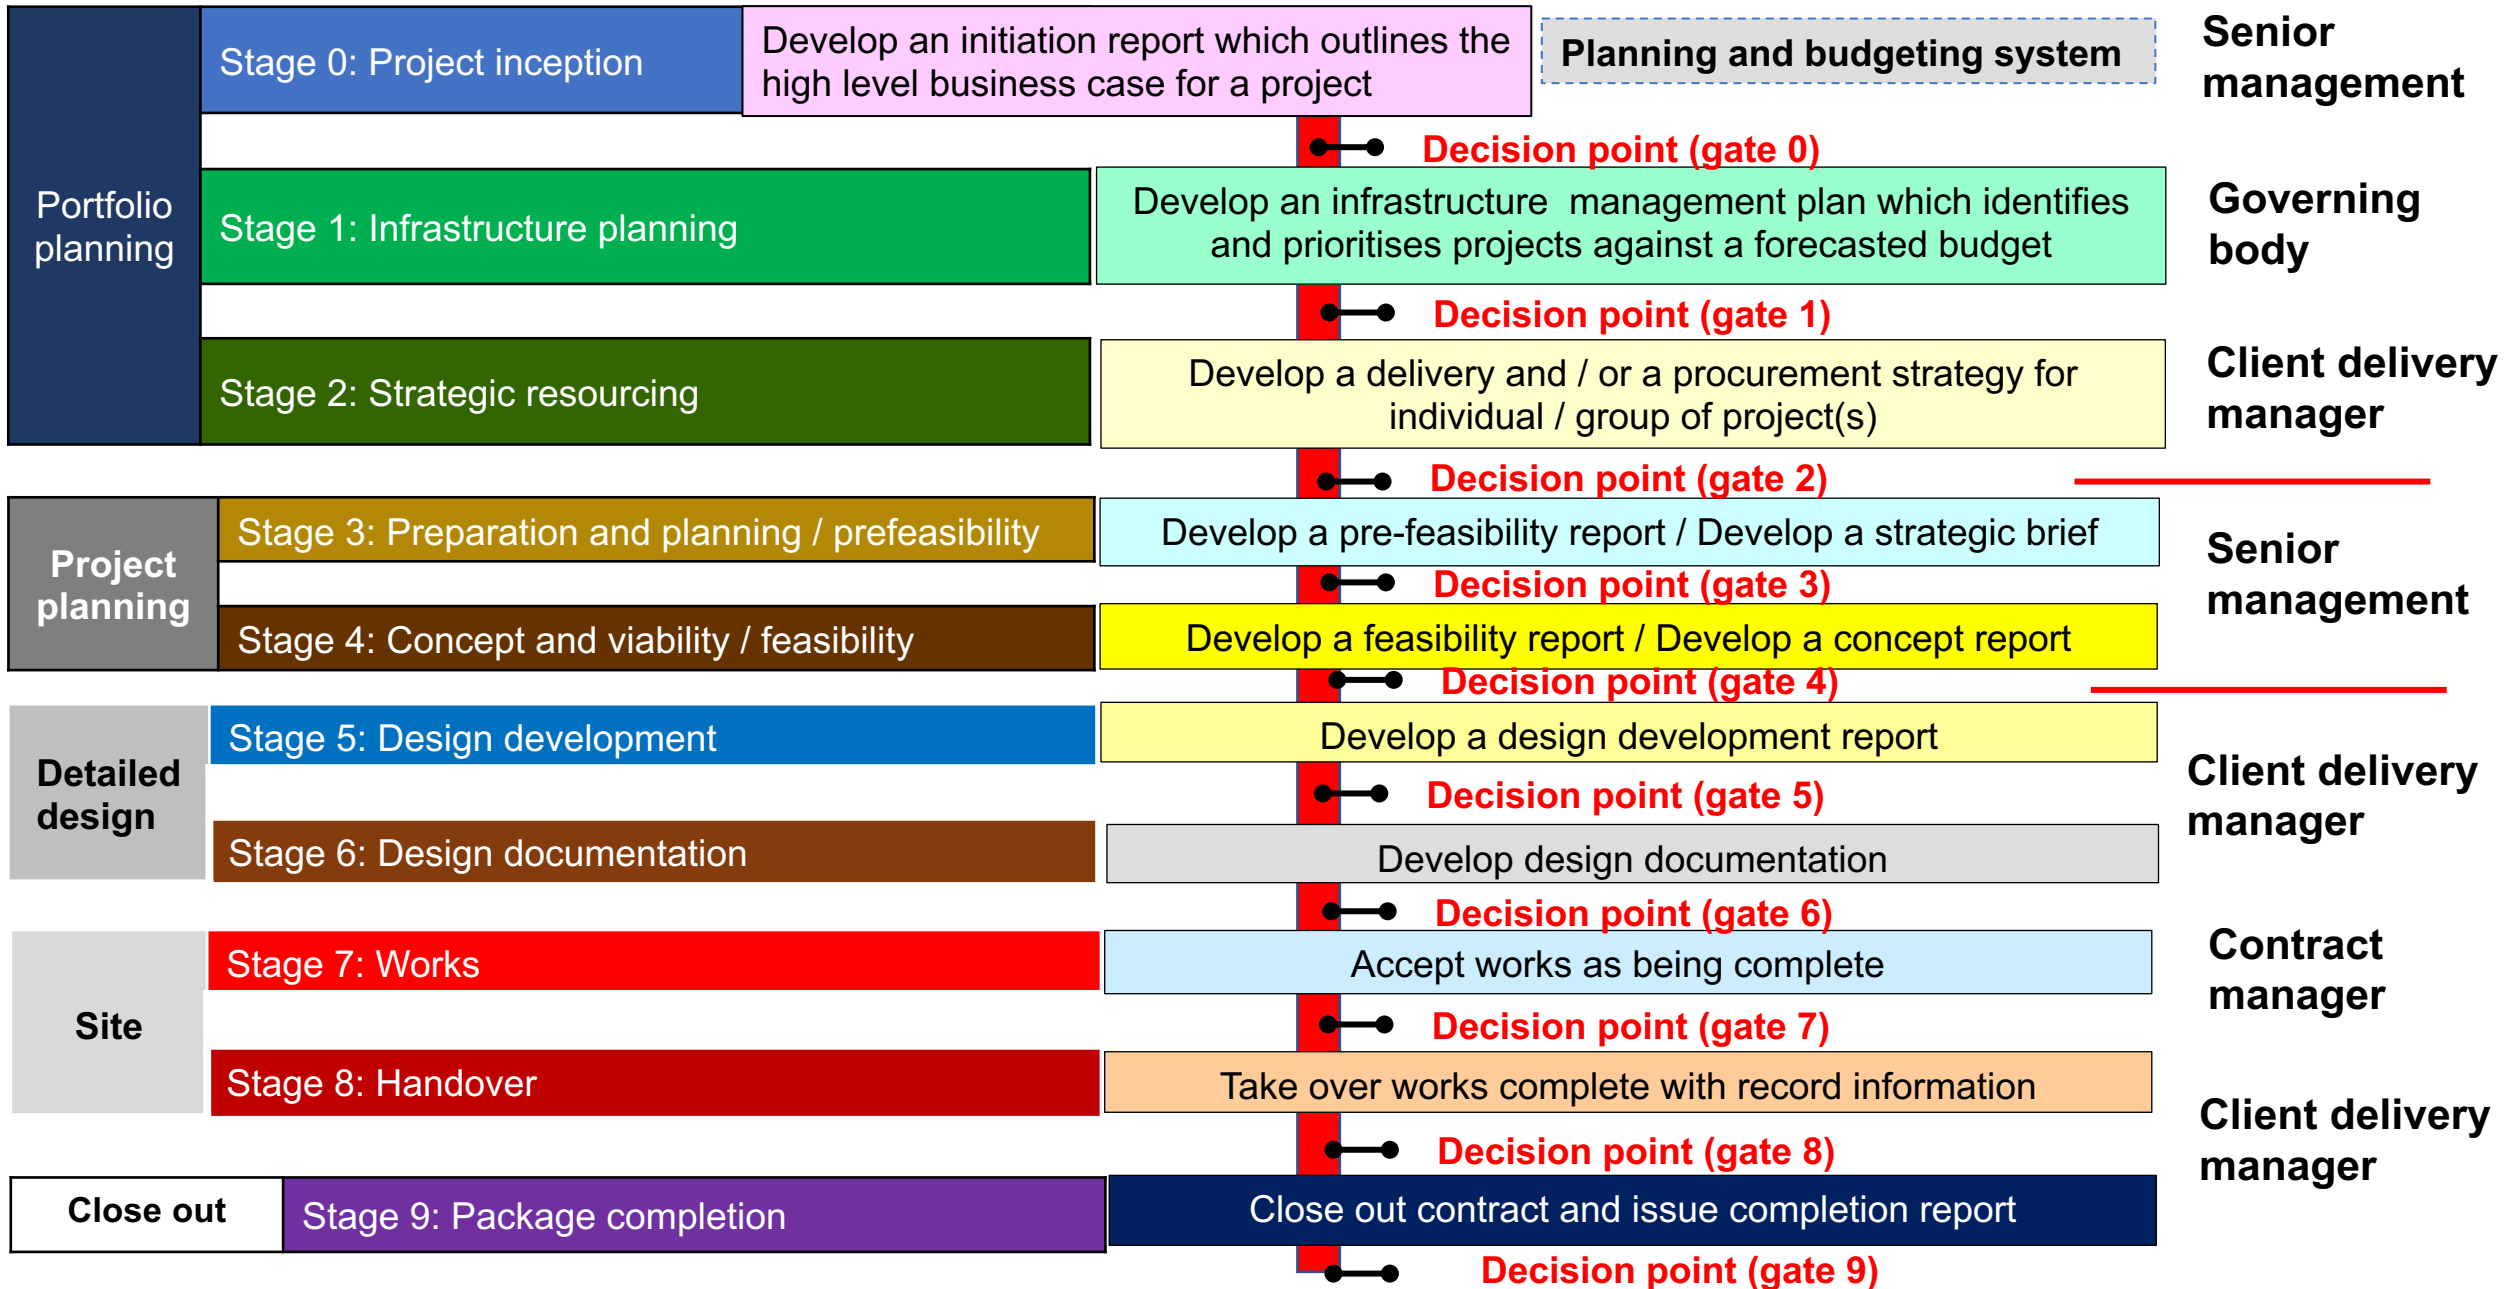 Portfolio
planning
Stage 0: Project inception
Develop an initiation report which outlines the
high level business case for a project
Planning and budgeting system
Senior
management
Decision point (gate 0)
Stage 1: Infrastructure planning
Develop an infrastructure  management plan which identifies
and prioritises projects against a forecasted budget
Governing
body
Decision point (gate 1)
Stage 2: Strategic resourcing
Develop a delivery and / or a procurement strategy for
individual / group of project(s)
Client delivery
manager
Decision point (gate 2)
Project
planning
Stage 3: Preparation and planning / prefeasibility
Develop a pre-feasibility report / Develop a strategic brief
Senior
management
Decision point (gate 3)
Stage 4: Concept and viability / feasibility
Develop a feasibility report / Develop a concept report
Decision point (gate 4)
Detailed
design
Stage 5: Design development
Develop a design development report
Client delivery
manager
Decision point (gate 5)
Stage 6: Design documentation
Develop design documentation
Decision point (gate 6)
Site
Stage 7: Works
Accept works as being complete
Contract
manager
Decision point (gate 7)
Stage 8: Handover
Take over works complete with record information
Client delivery
manager
Decision point (gate 8)
Close out
Stage 9: Package completion
Close out contract and issue completion report
Decision point (gate 9)